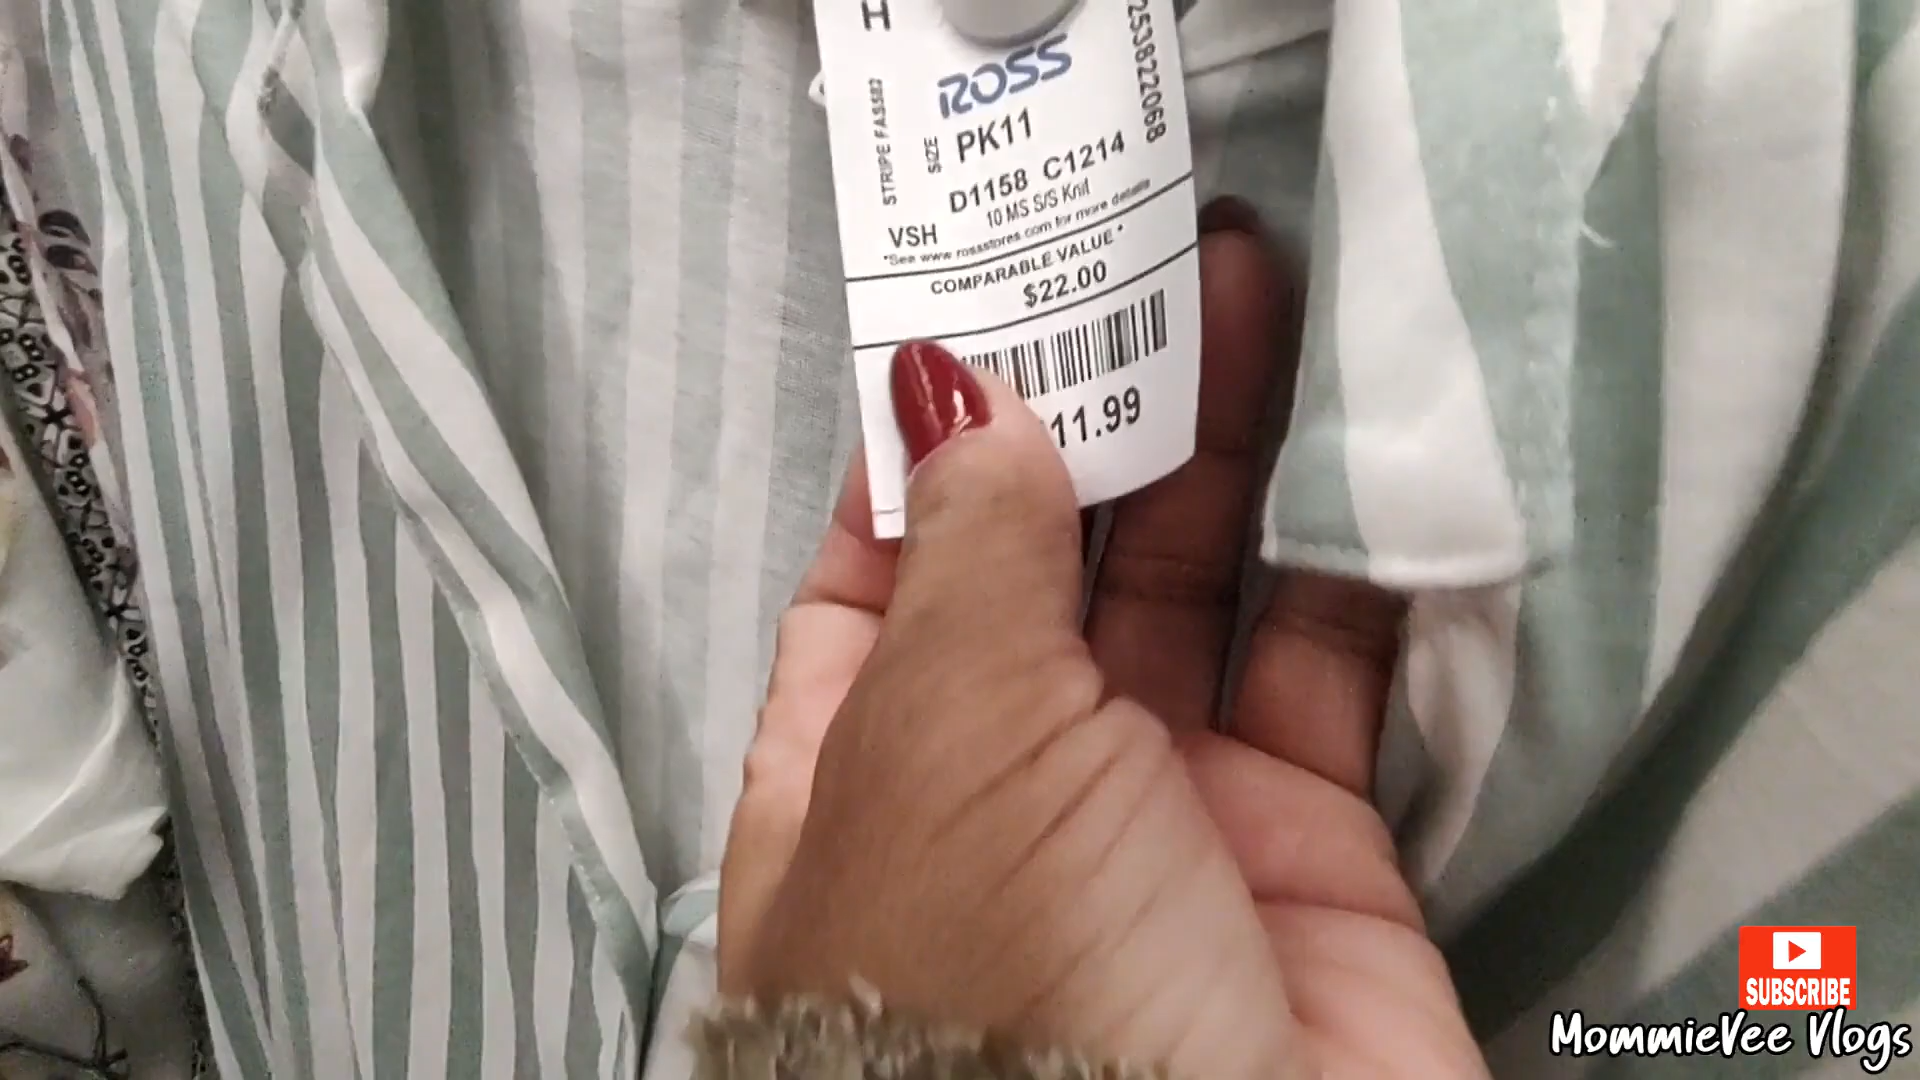 H
ROSS
STRIPE FAS582
SIZE
PK11
253822068
D1158 C1214
10 MS S/S Knit
VSH
*See www rossstores.com for more details
COMPARABLE VALUE *
$22.00
11.99
SUBSCRIBE
MommieVee Vlogs